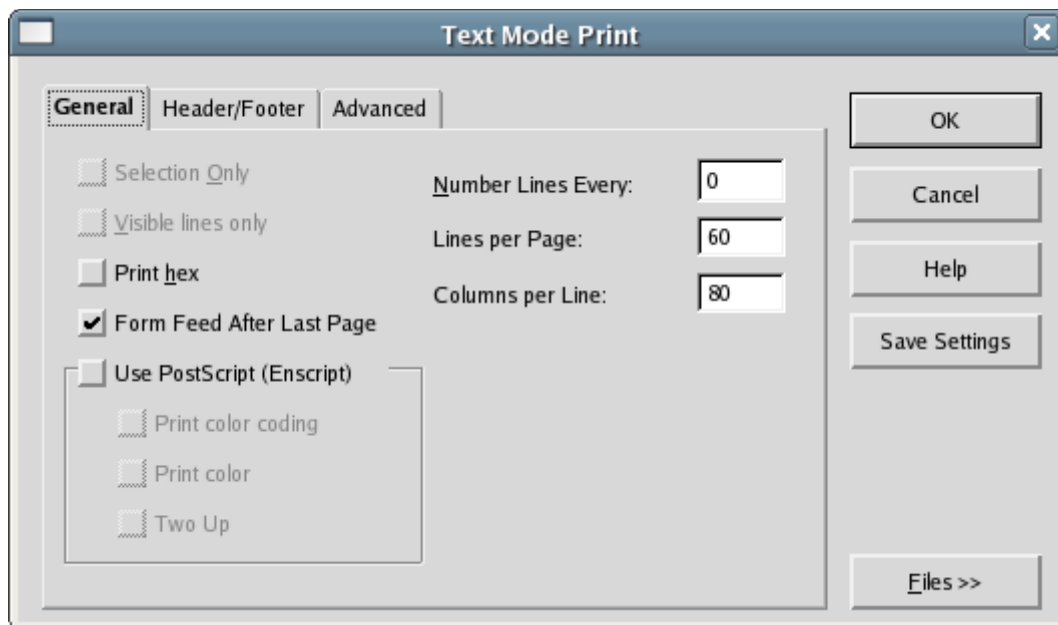 Text Mode Print
General Header/Footer Advanced
Selection Only
Visible lines only
Print hex
Form Feed After Last Page
Use PostScript (Enscript)
Print color coding
Print color
Two Up
Number Lines Every: 0
Lines per Page: 60
Columns per Line: 80
OK
Cancel
Help
Save Settings
Files >>